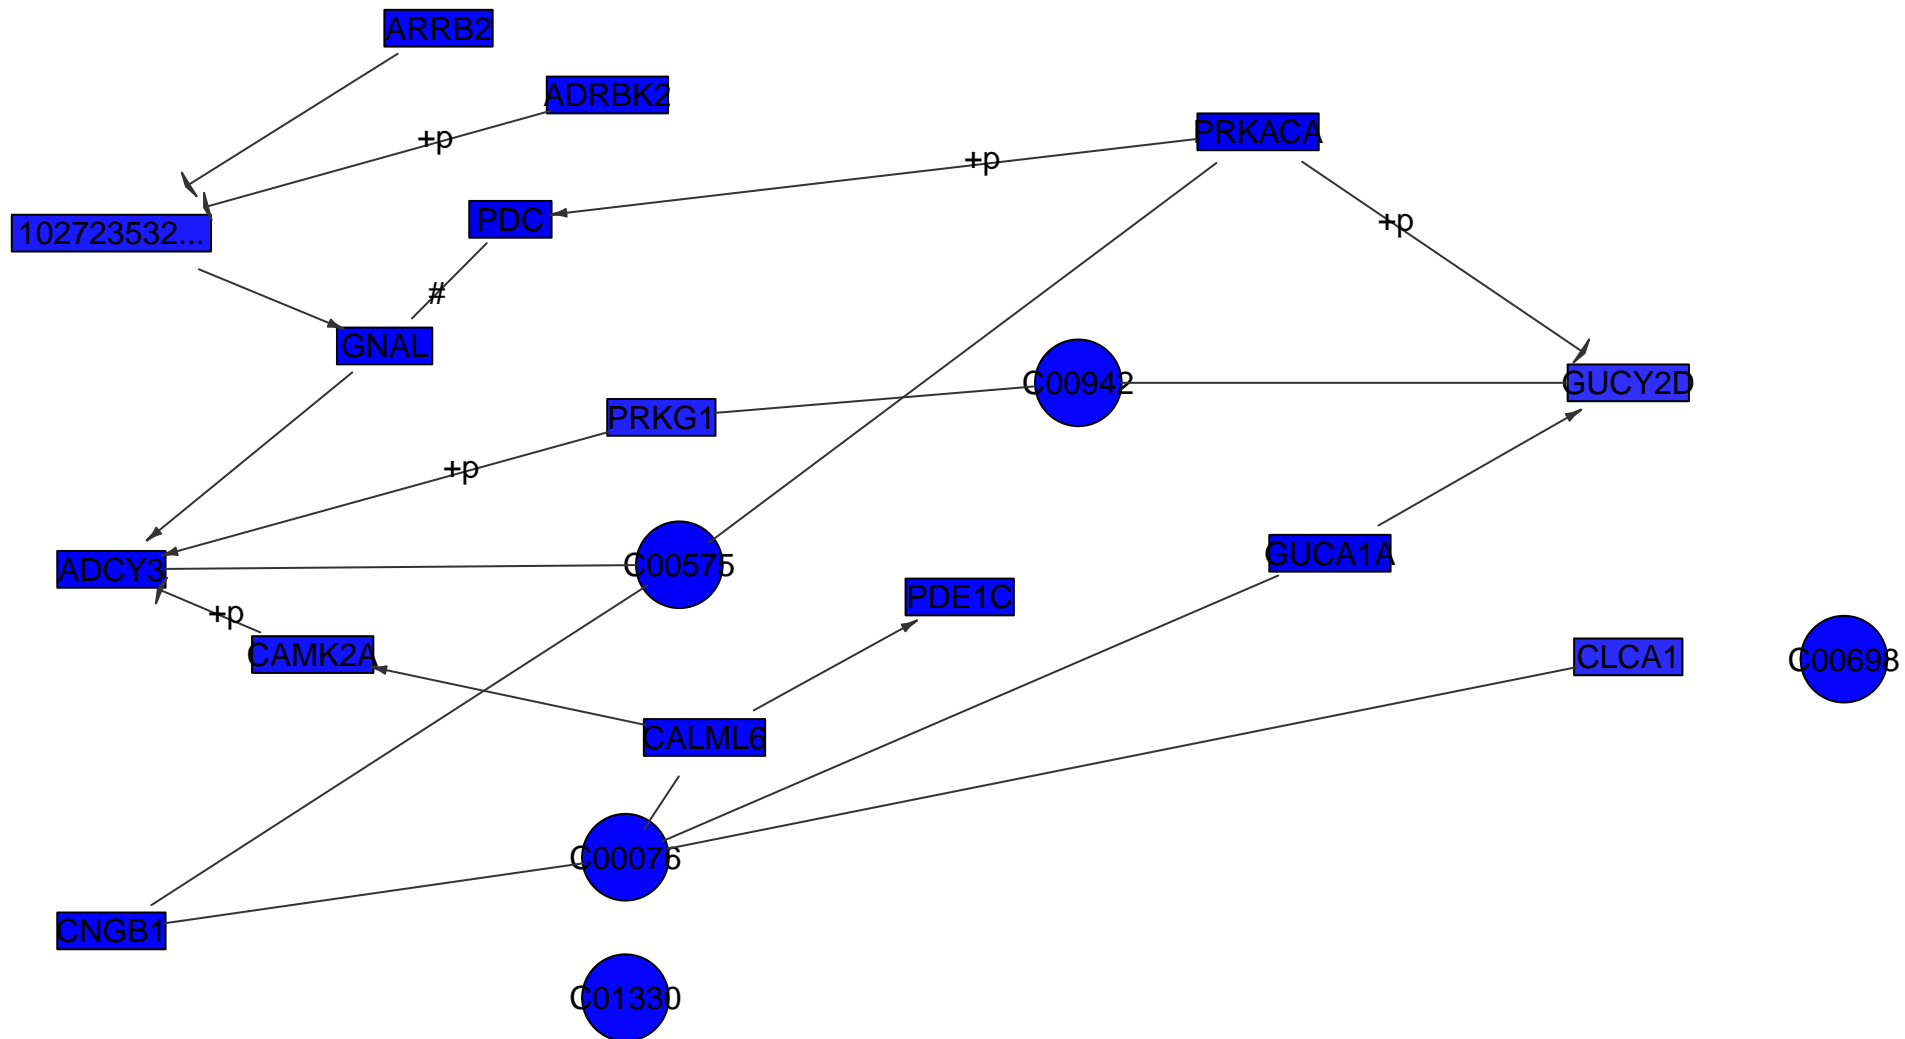 ARRB2
ADRBK2
+p
PRKACA
+p
PDC
102723532...
+p
#
GNAL
C00942
GUCY2D
PRKG1
+p
ADCY3
C00575
GUCA1A
PDE1C
+p
CAMK2A
CLCA1
C00698
CALML6
C00076
CNGB1
C01330